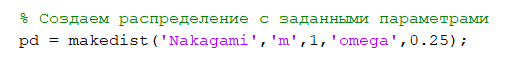 % Создаем распределение с заданными параметрами
pd = makedist('Nakagami','m',1,'omega',0.25);